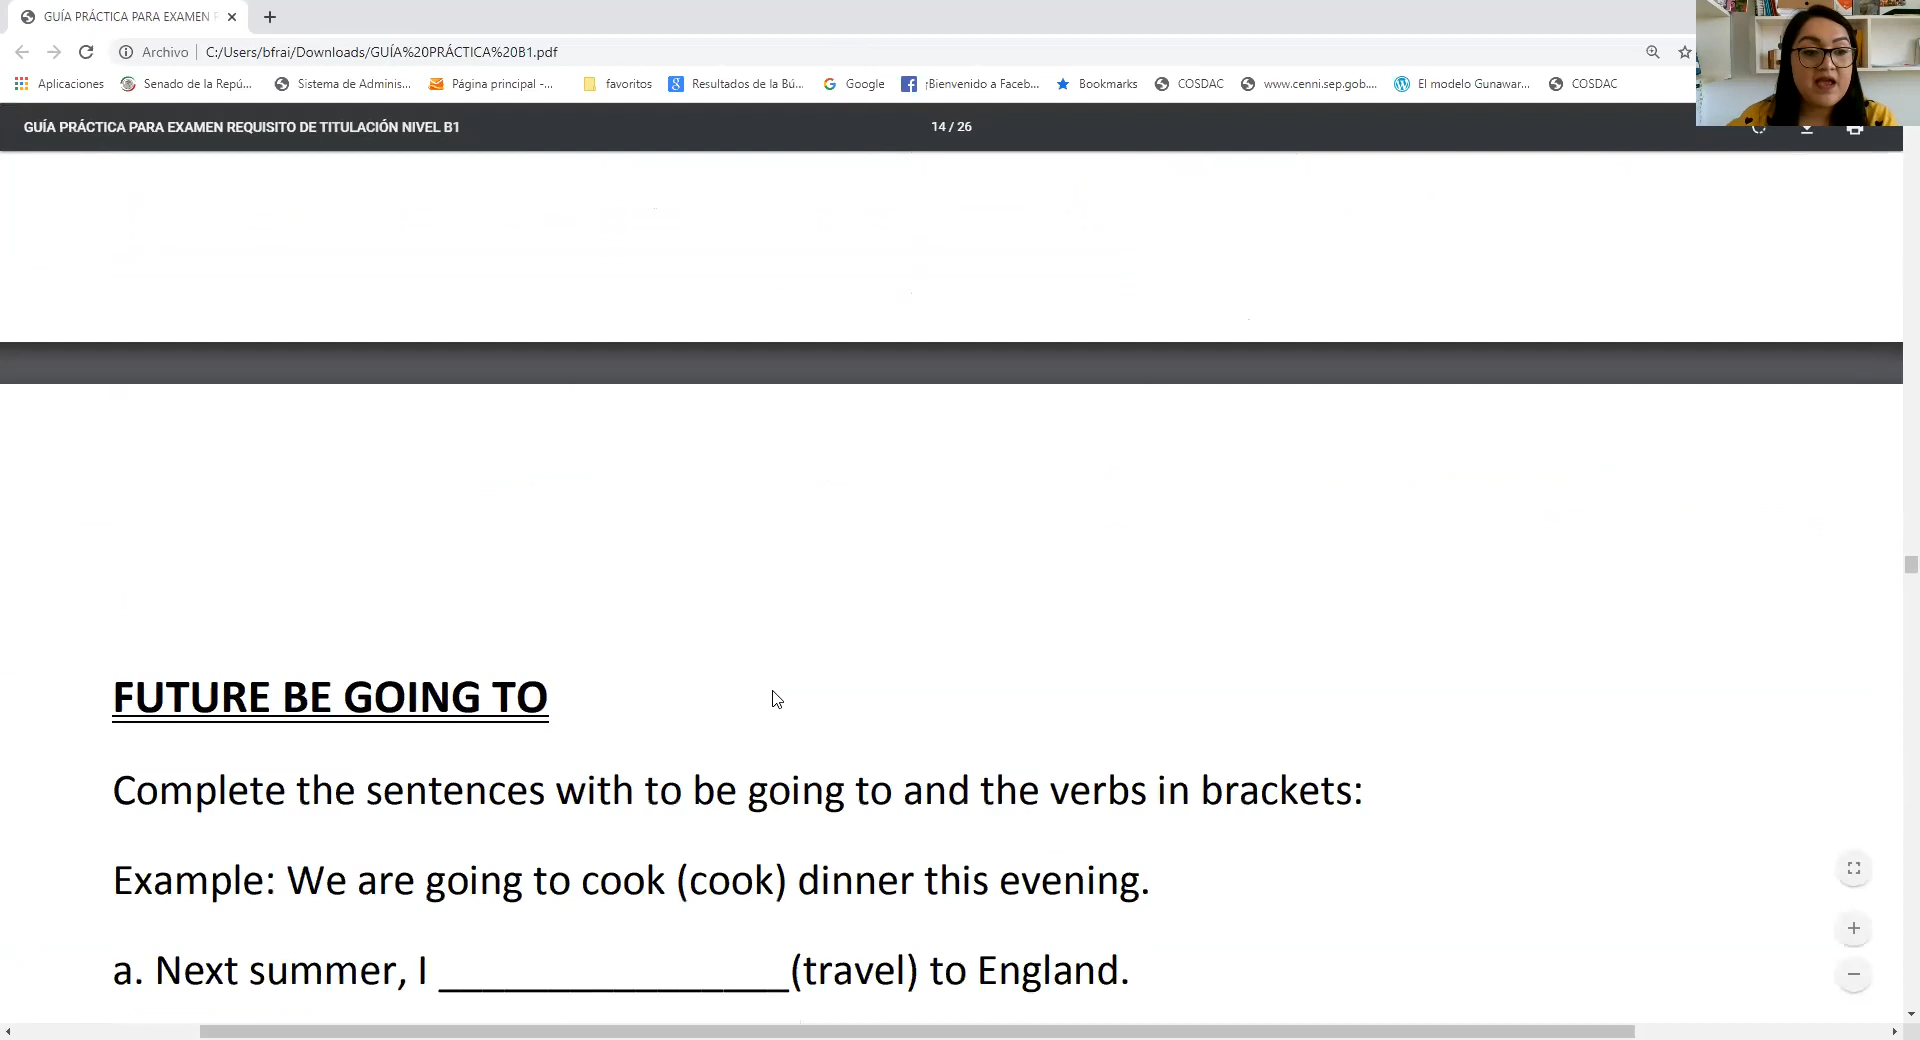 GUÍA PRÁCTICA PARA EXAMEN
Archivo C:/Users/bfrai/Downloads/GUÍA%20PRÁCTICA%20B1.pdf
Aplicaciones Senado de la Repú... Sistema de Adminis... Página principal -... favoritos Resultados de la Bú... Google ¡Bienvenido a Faceb... Bookmarks COSDAC www.cenni.sep.gob.... El modelo Gunawar... COSDAC
GUÍA PRÁCTICA PARA EXAMEN REQUISITO DE TITULACIÓN NIVEL B1 14 / 26
FUTURE BE GOING TO
Complete the sentences with to be going to and the verbs in brackets:
Example: We are going to cook (cook) dinner this evening.
a. Next summer, I ________________(travel) to England.